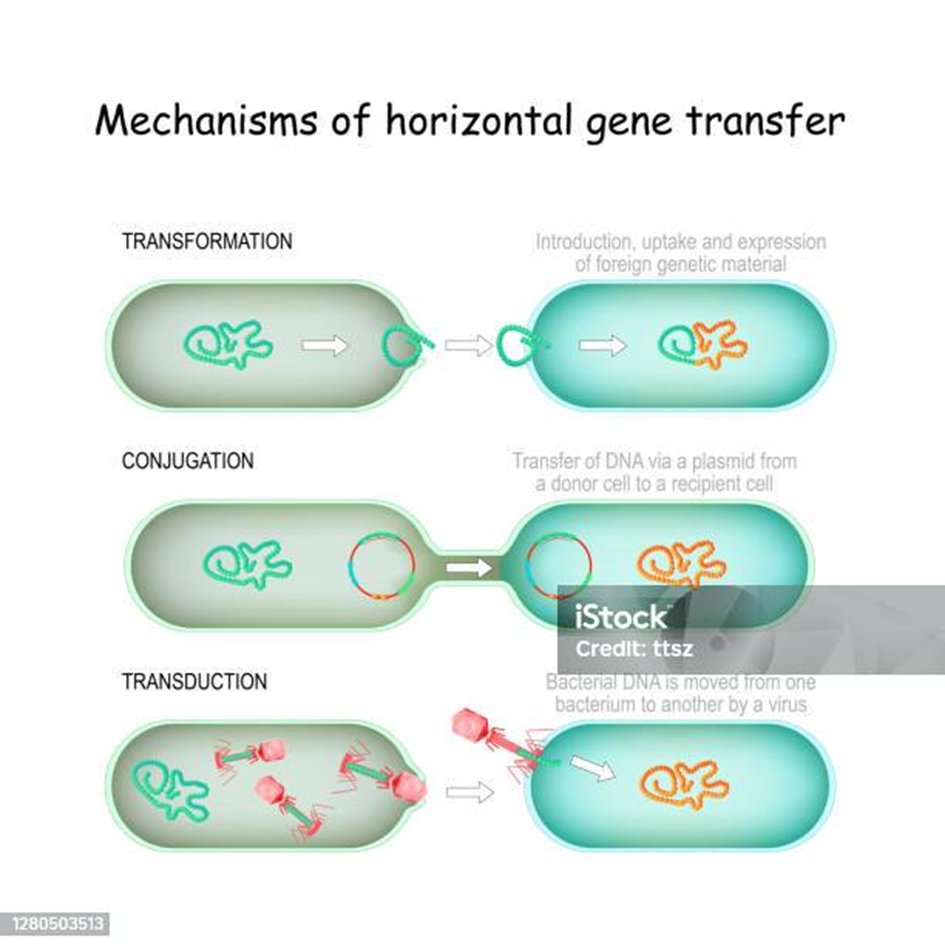 Mechanisms of horizontal gene transfer
TRANSFORMATION
Introduction, uptake and expression
of foreign genetic material
CONJUGATION
Transfer of DNA via a plasmid from
a donor cell to a recipient cell
iStock
Credit: ttsz
TRANSDUCTION
Bacterial DNA is moved from one
bacterium to another by a virus
1280503513